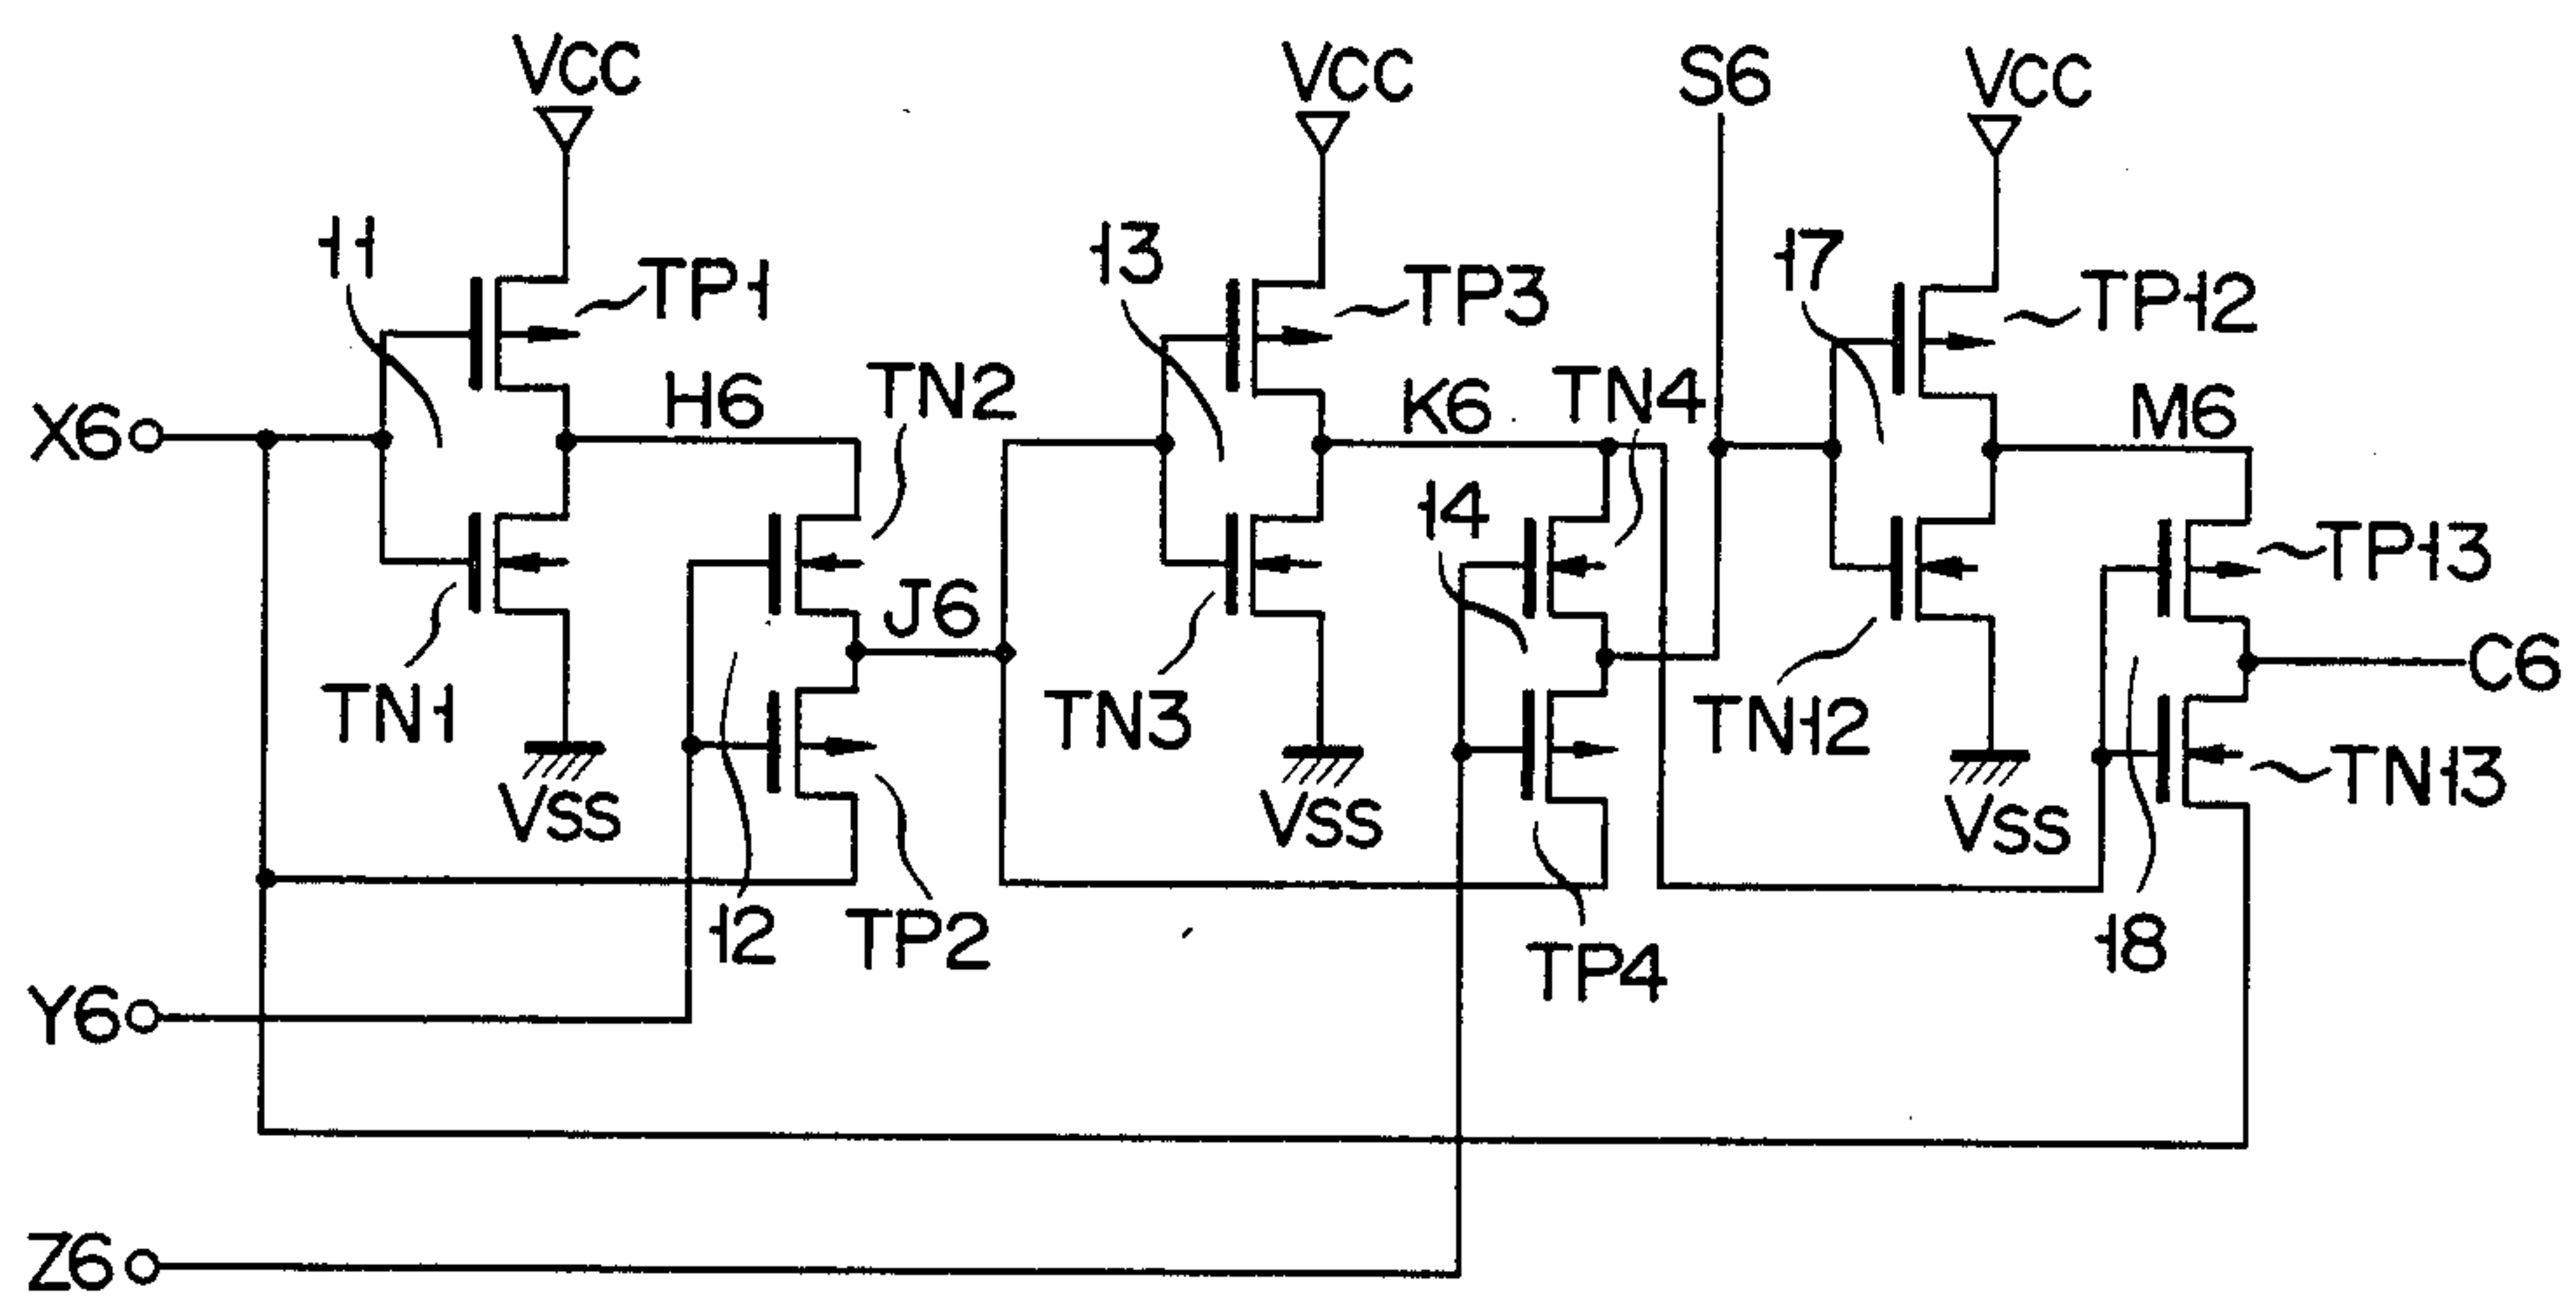 VCC
VCC
S6
VCC
11
TP1
13
TP3
17
TP12
X6
H6
TN2
K6
TN4
M6
14
TP13
J6
C6
TN1
TN3
TN12
TN13
VSS
VSS
VSS
12
TP2
TP4
18
Y6
Z6